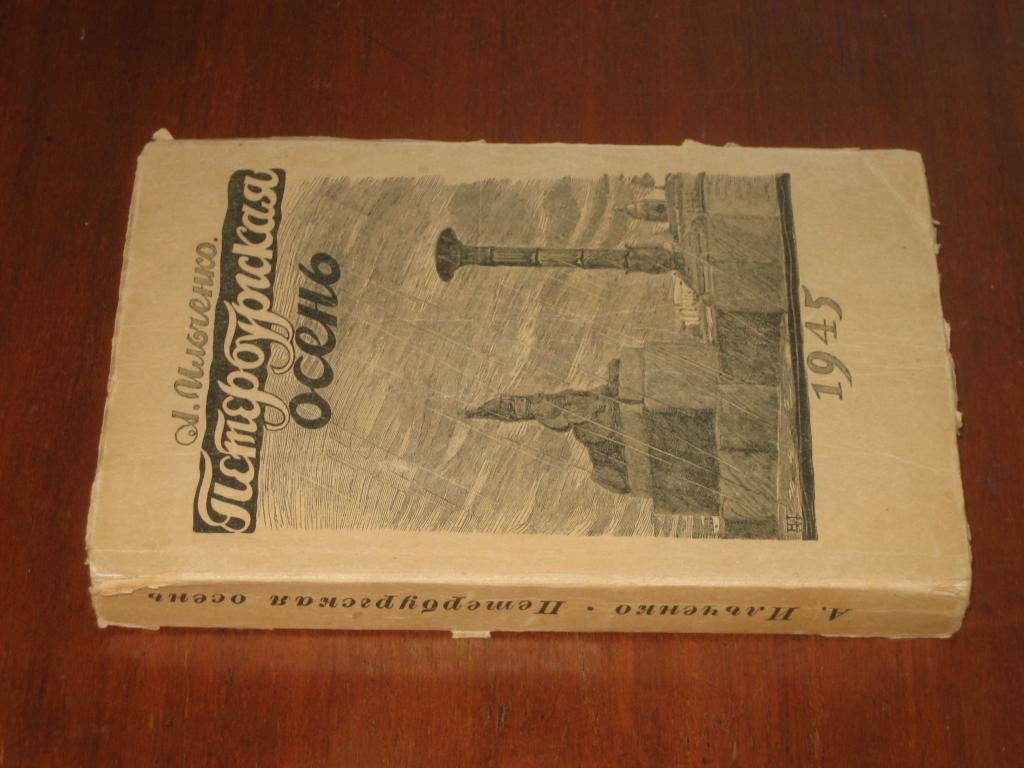 А. Ильченко.
Петербургская
осень
1945
А. Ильченко · Петербургская осень